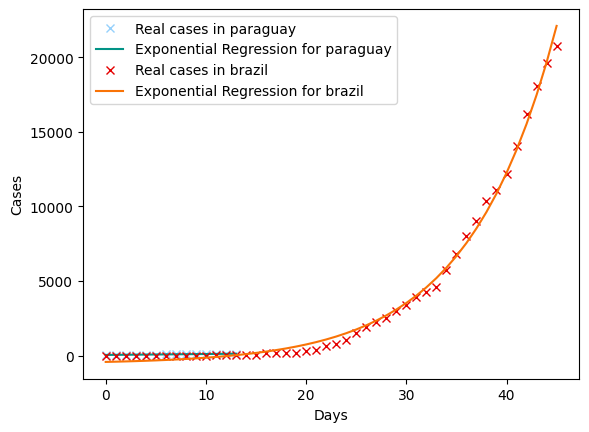 Real cases in paraguay
Exponential Regression for paraguay
Real cases in brazil
Exponential Regression for brazil
20000
15000
10000
5000
0
Cases
0 10 20 30 40
Days